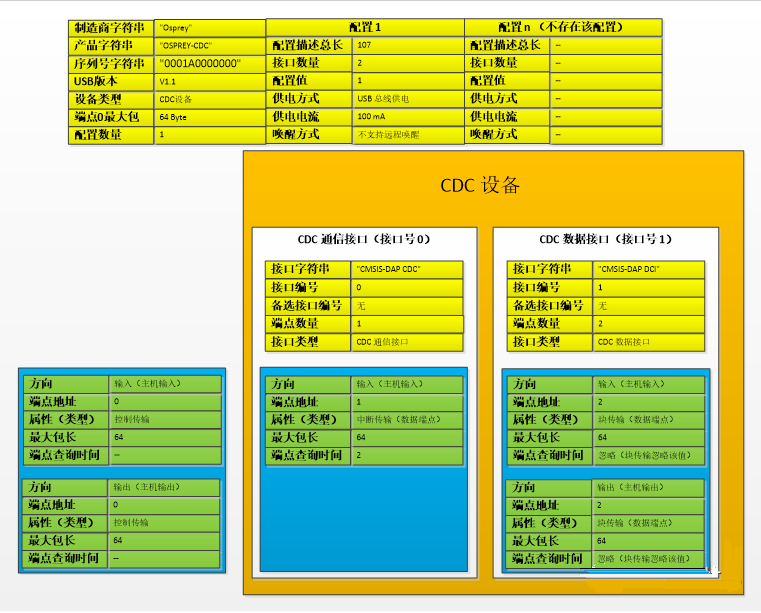 配置1
配置n（不存在该配置）
制造商字符串 "Osprey"
产品字符串 "OSPREY-CDC" 配置描述总长 107 配置描述总长 --
序列号字符串 "0001A0000000" 接口数量 2 接口数量 --
USB版本 V1.1 配置值 1 配置值 --
设备类型 CDC设备 供电方式 USB 总线供电 供电方式 --
端点0最大包 64 Byte 供电电流 100 mA 供电电流 --
配置数量 1 唤醒方式 不支持远程唤醒 唤醒方式 --
CDC 设备
CDC 通信接口（接口号0）
接口字符串 "CMSIS-DAP CDC"
接口编号 0
备选接口编号 无
端点数量 1
接口类型 CDC 通信接口
CDC 数据接口（接口号1）
接口字符串 "CMSIS-DAP DCI"
接口编号 1
备选接口编号 无
端点数量 2
接口类型 CDC 数据接口
方向 输入（主机输入）
端点地址 0
属性（类型） 控制传输
最大包长 64
端点查询时间 --
方向 输出（主机输出）
端点地址 0
属性（类型） 控制传输
最大包长 64
端点查询时间 --
方向 输入（主机输入）
端点地址 1
属性（类型） 中断传输（数据端点）
最大包长 64
端点查询时间 2
方向 输入（主机输入）
端点地址 2
属性（类型） 块传输（数据端点）
最大包长 64
端点查询时间 忽略（块传输忽略该值）
方向 输出（主机输出）
端点地址 2
属性（类型） 块传输（数据端点）
最大包长 64
端点查询时间 忽略（块传输忽略该值）